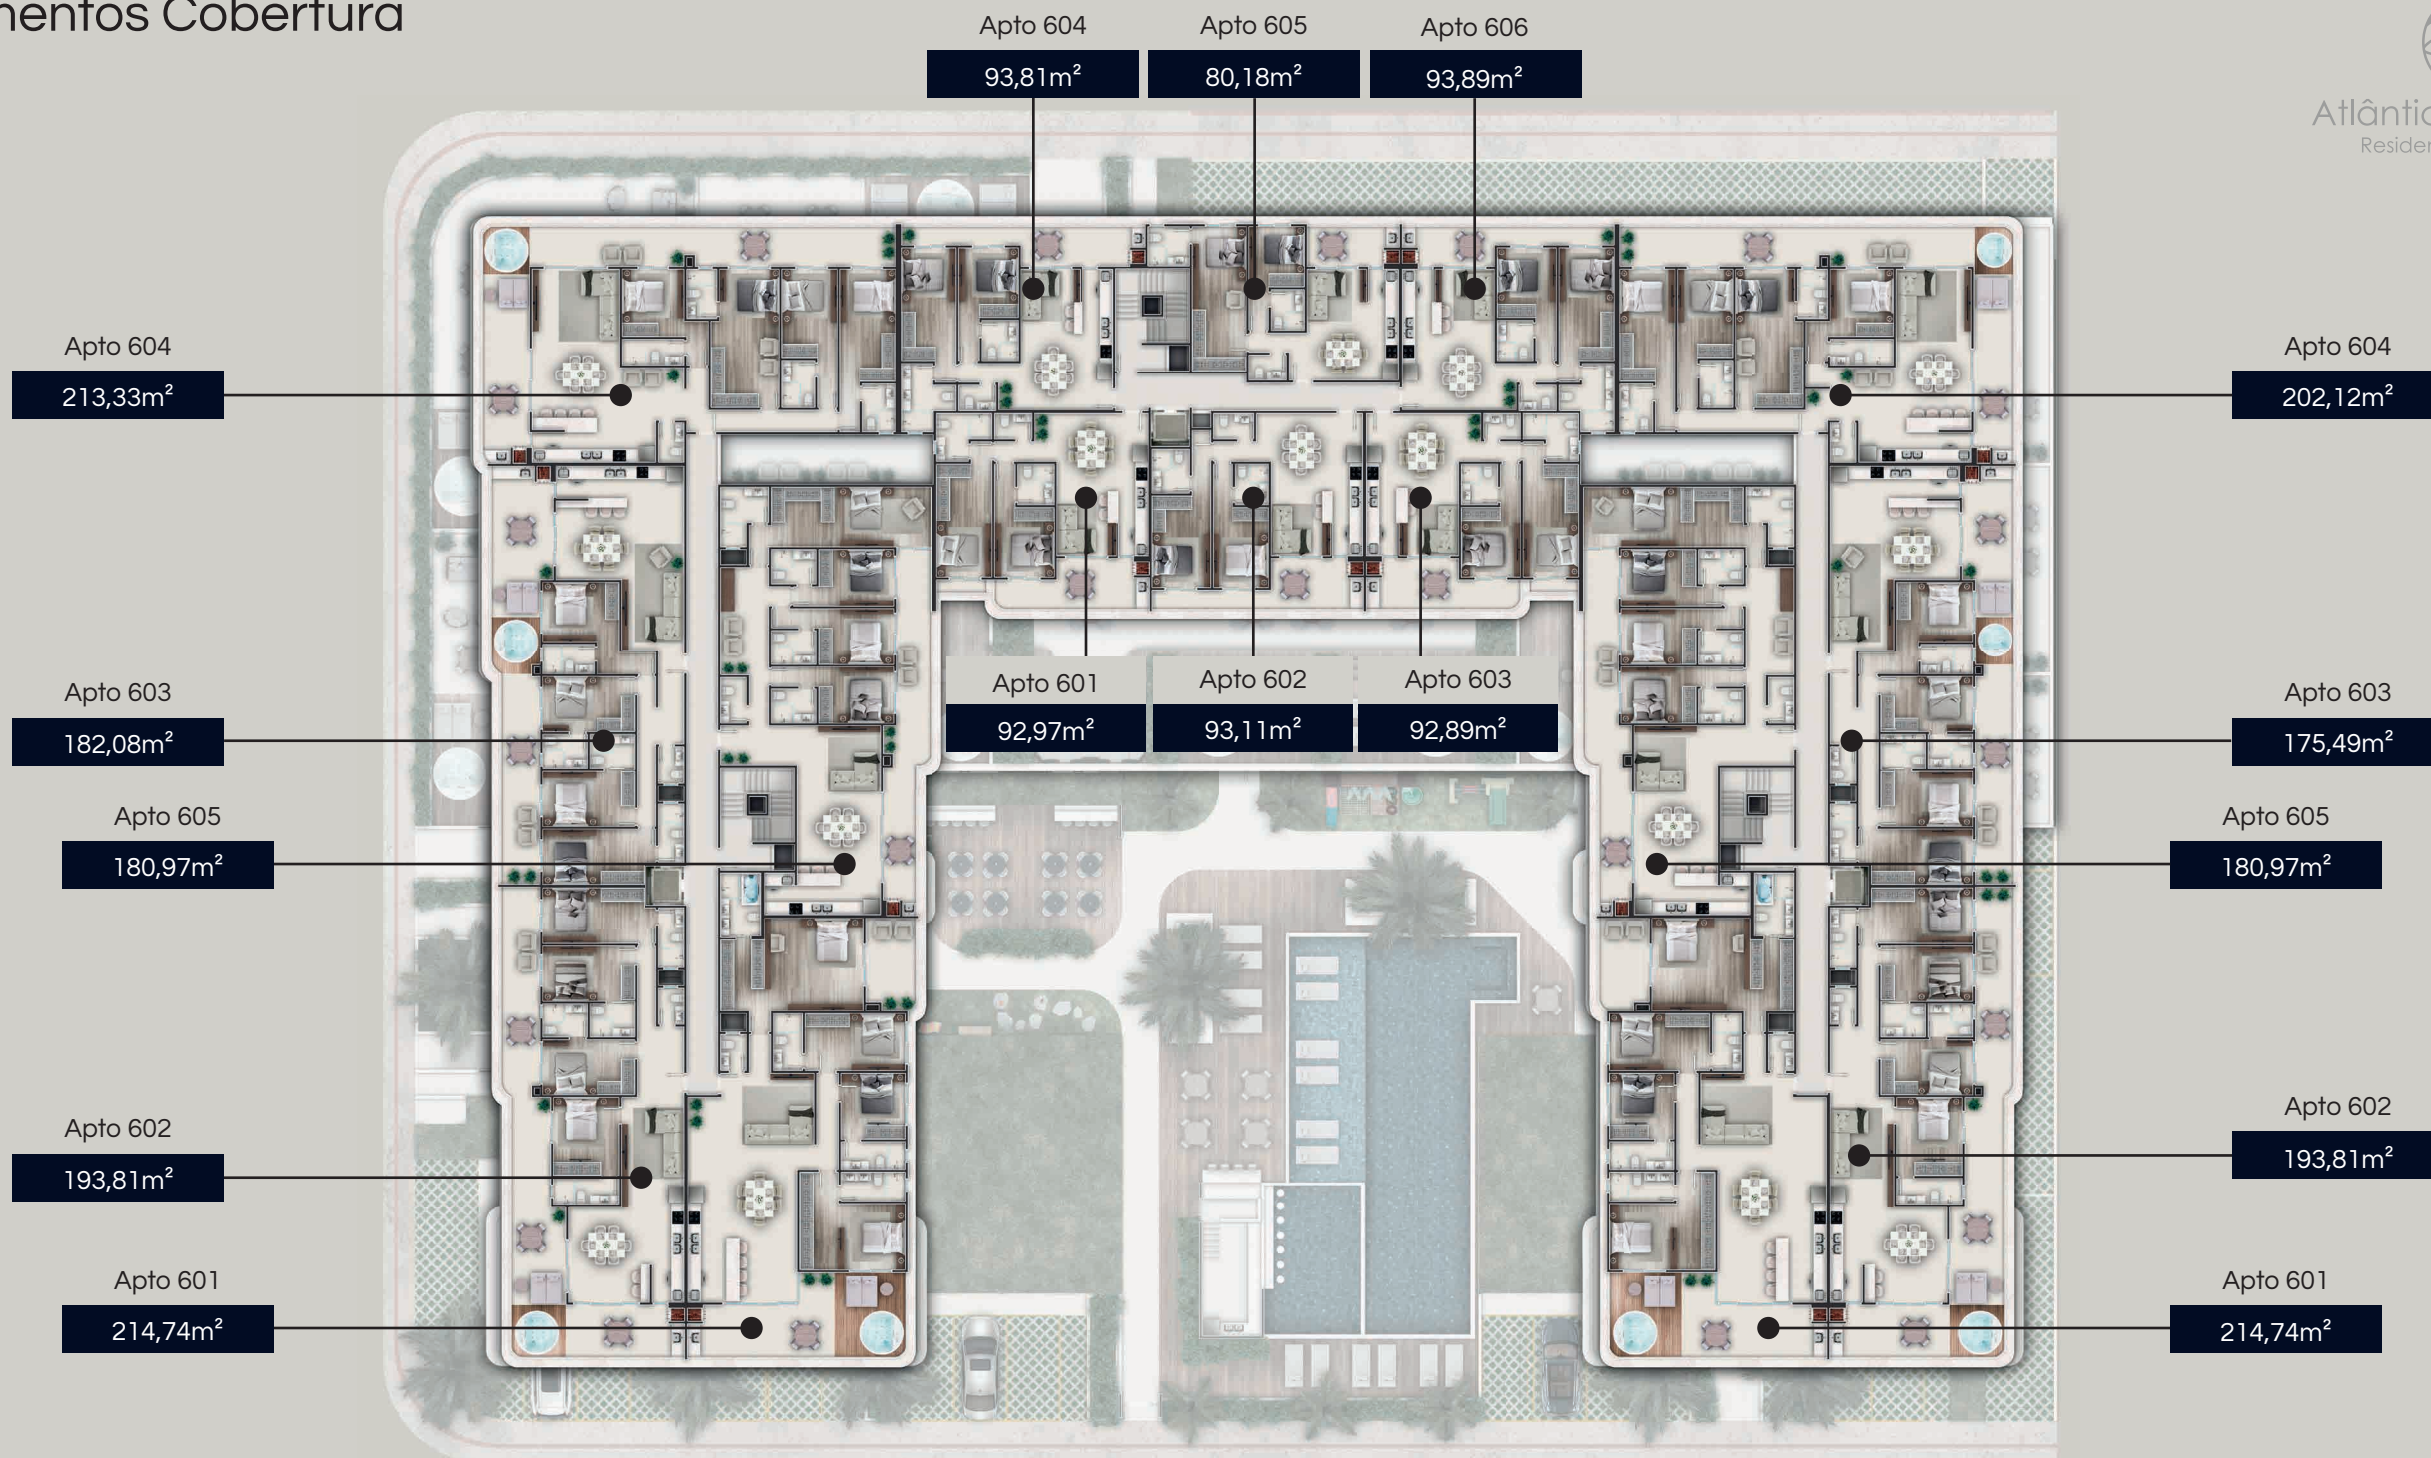 mentos Cobertura
Apto 604
93,81m²
Apto 605
80,18m²
Apto 606
93,89m²
Atlântic
Residen
Apto 604
213,33m²
Apto 604
202,12m²
Apto 603
182,08m²
Apto 601
92,97m²
Apto 602
93,11m²
Apto 603
92,89m²
Apto 603
175,49m²
Apto 605
180,97m²
Apto 605
180,97m²
Apto 602
193,81m²
Apto 602
193,81m²
Apto 601
214,74m²
Apto 601
214,74m²